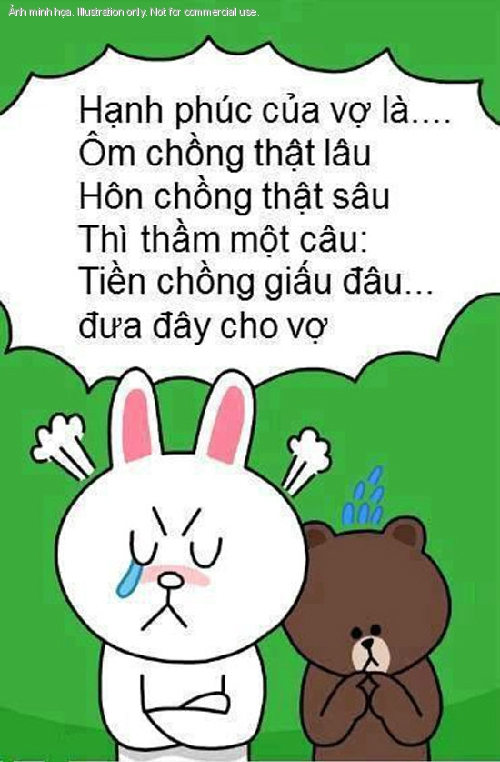 Ảnh minh họa. Illustration only. Not for commercial use.
Hạnh phúc của vợ là....
Ôm chồng thật lâu
Hôn chồng thật sâu
Thì thầm một câu:
Tiền chồng giấu đâu...
đưa đây cho vợ